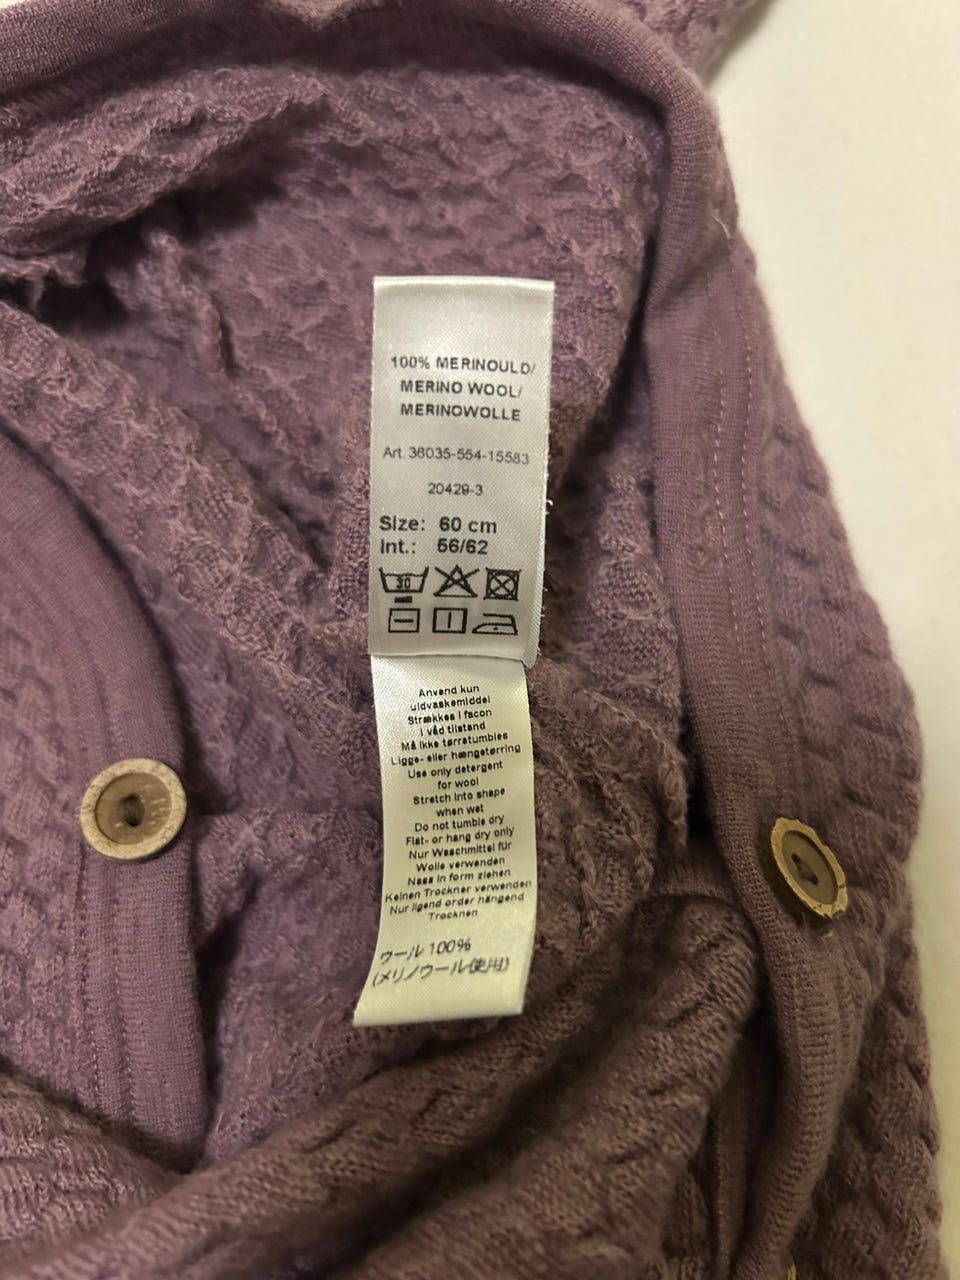 100% MERINOULD/
MERINO WOOL/
MERINOWOLLE
Art. 36035-554-15583
20429-3
Size: 60 cm
Int.: 56/62
30
Anvend kun
uldvaskemiddel
Strækkes i facon
i våd tilstand
Må ikke tørretumbles
Ligge- eller hængetørring
Use only detergent
for wool
Stretch into shape
when wet
Do not tumble dry
Flat- or hang dry only
Nur Waschmittel für
Wolle verwenden
Nass in form ziehen
Keinen Trockner verwenden
Nur ligend order hängend
Trocknen
ウール 100%
(メリノウール使用)